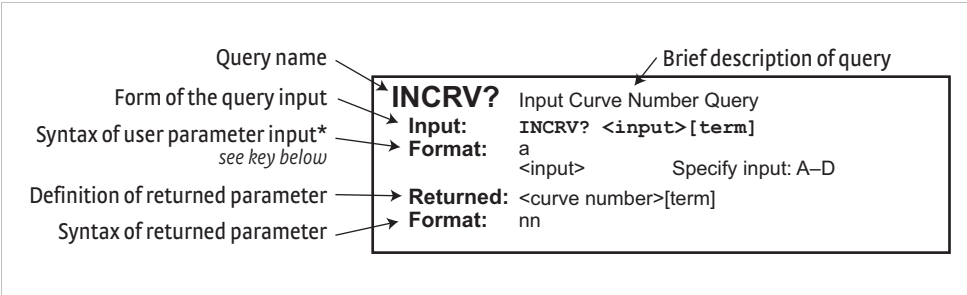 Query name
Brief description of query
Form of the query input
Syntax of user parameter input*
see key below
Definition of returned parameter
Syntax of returned parameter
INCRV? Input Curve Number Query
Input: INCRV? <input>[term]
Format: a
<input> Specify input: A–D
Returned: <curve number>[term]
Format: nn